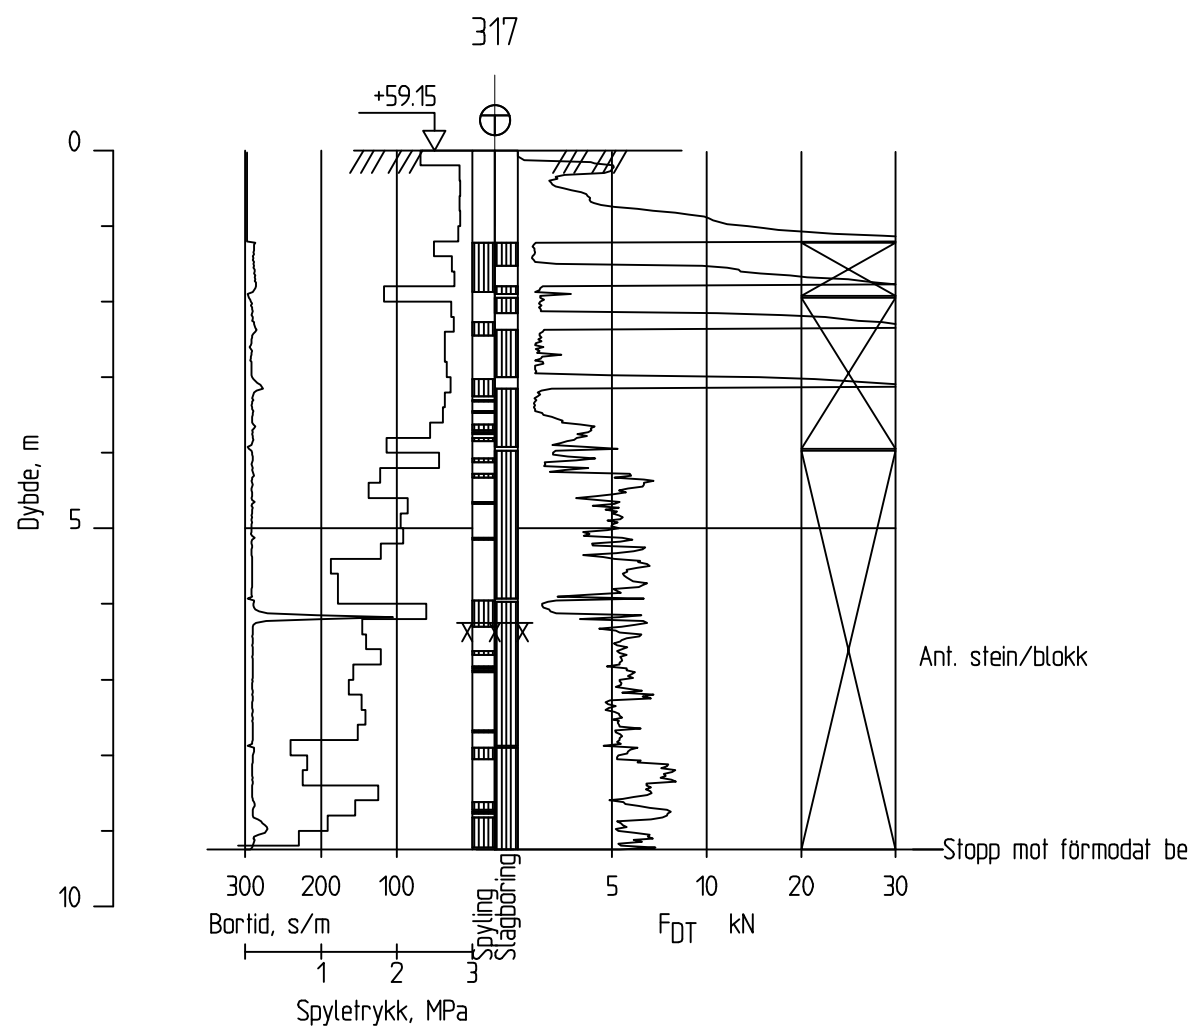 317
+59.15
0
Dybde, m
5
Ant. stein/blokk
Stopp mot förmodat be
300 200 100 5 10 20 30
10
Bortid, s/m
Spyling
Slagboring
FDT kN
1 2 3
Spyletrykk, MPa